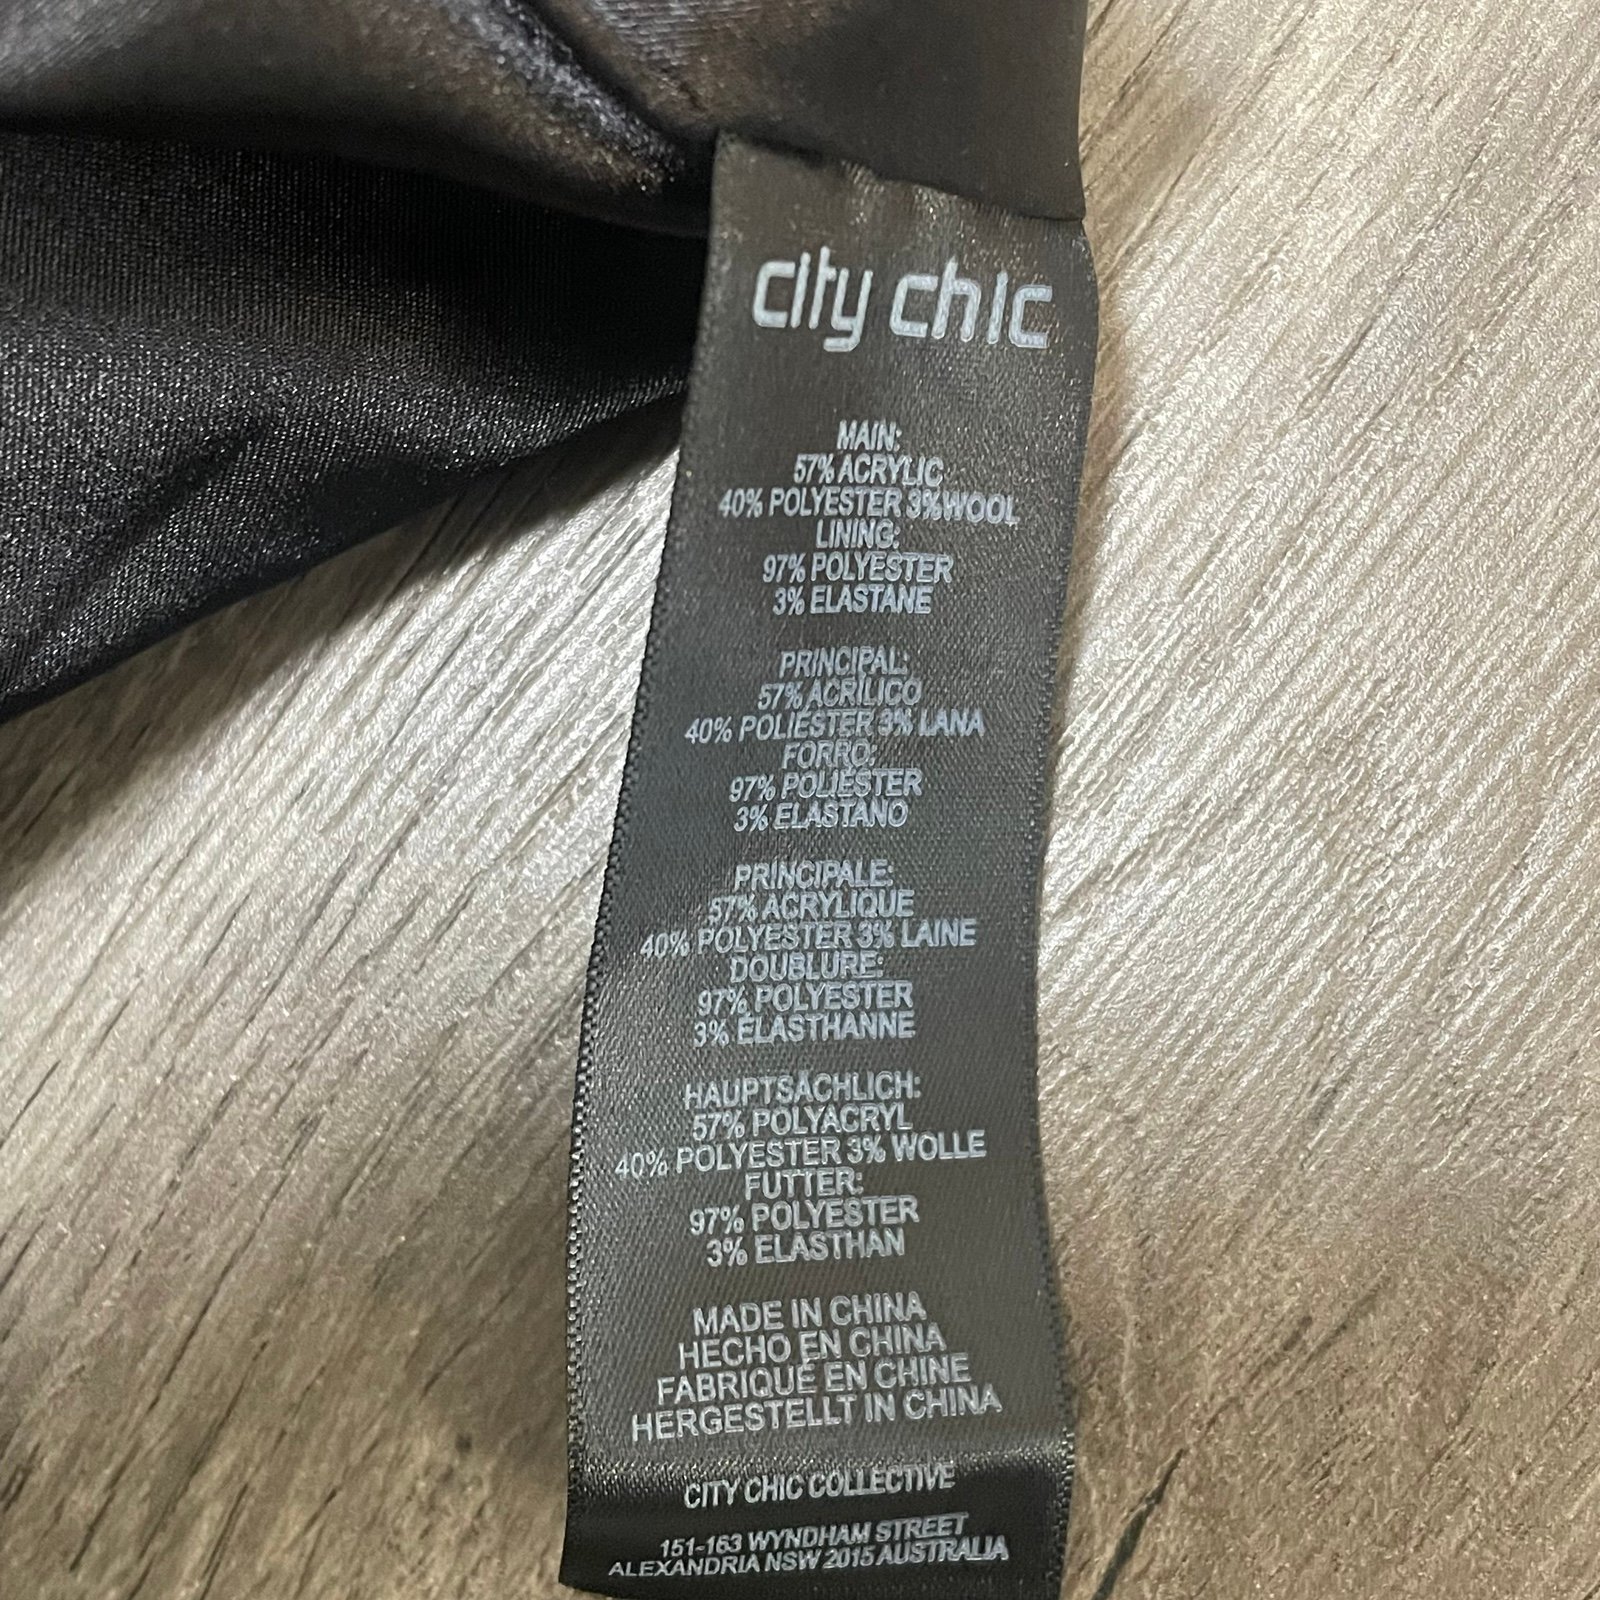 city chic
MAIN:
57% ACRYLIC
40% POLYESTER 3%WOOL
LINING:
97% POLYESTER
3% ELASTANE
PRINCIPAL:
57% ACRÍLICO
40% POLIÉSTER 3% LANA
FORRO:
97% POLIÉSTER
3% ELASTANO
PRINCIPALE:
57% ACRYLIQUE
40% POLYESTER 3% LAINE
DOUBLURE:
97% POLYESTER
3% ÉLASTHANNE
HAUPTSÄCHLICH:
57% POLYACRYL
40% POLYESTER 3% WOLLE
FUTTER:
97% POLYESTER
3% ELASTHAN
MADE IN CHINA
HECHO EN CHINA
FABRIQUÉ EN CHINE
HERGESTELLT IN CHINA
CITY CHIC COLLECTIVE
151-163 WYNDHAM STREET
ALEXANDRIA NSW 2015 AUSTRALIA